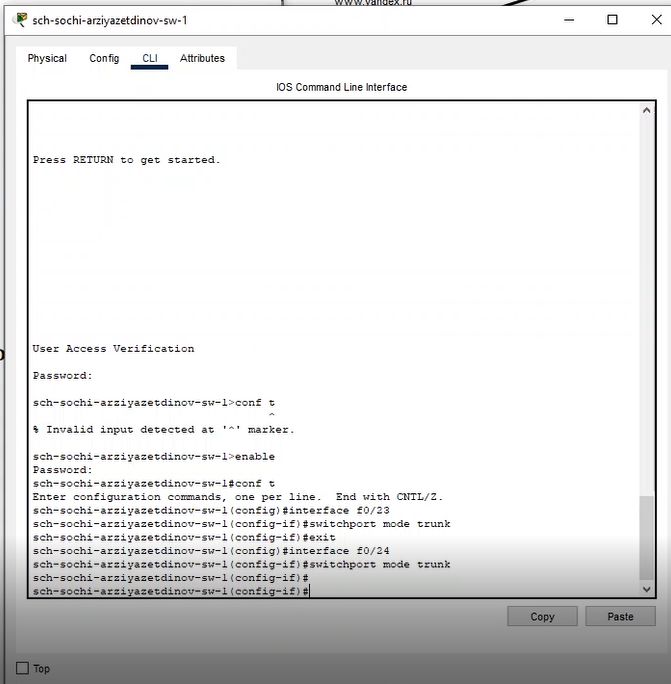 www.yandex.ru
sch-sochi-arziyazetdinov-sw-1
Physical Config CLI Attributes
IOS Command Line Interface
Press RETURN to get started.
User Access Verification
Password:
sch-sochi-arziyazetdinov-sw-1>conf t
^
% Invalid input detected at '^' marker.
sch-sochi-arziyazetdinov-sw-1>enable
Password:
sch-sochi-arziyazetdinov-sw-1#conf t
Enter configuration commands, one per line.  End with CNTL/Z.
sch-sochi-arziyazetdinov-sw-1(config)#interface f0/23
sch-sochi-arziyazetdinov-sw-1(config-if)#switchport mode trunk
sch-sochi-arziyazetdinov-sw-1(config-if)#exit
sch-sochi-arziyazetdinov-sw-1(config)#interface f0/24
sch-sochi-arziyazetdinov-sw-1(config-if)#switchport mode trunk
sch-sochi-arziyazetdinov-sw-1(config-if)#
sch-sochi-arziyazetdinov-sw-1(config-if)#
Copy Paste
Top